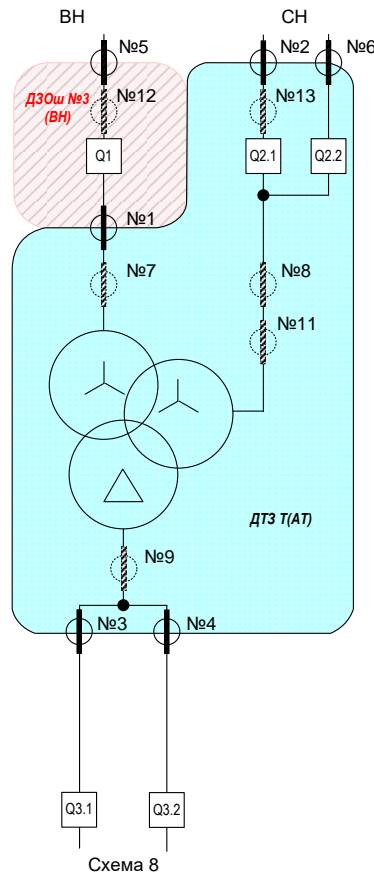 ВН
СН
№5
№2
№6
ДЗОш №3
(ВН)
№12
№13
Q1
Q2.1
Q2.2
№1
№7
№8
№11
ДТЗ Т(АТ)
№9
№3
№4
Q3.1
Q3.2
Схема 8